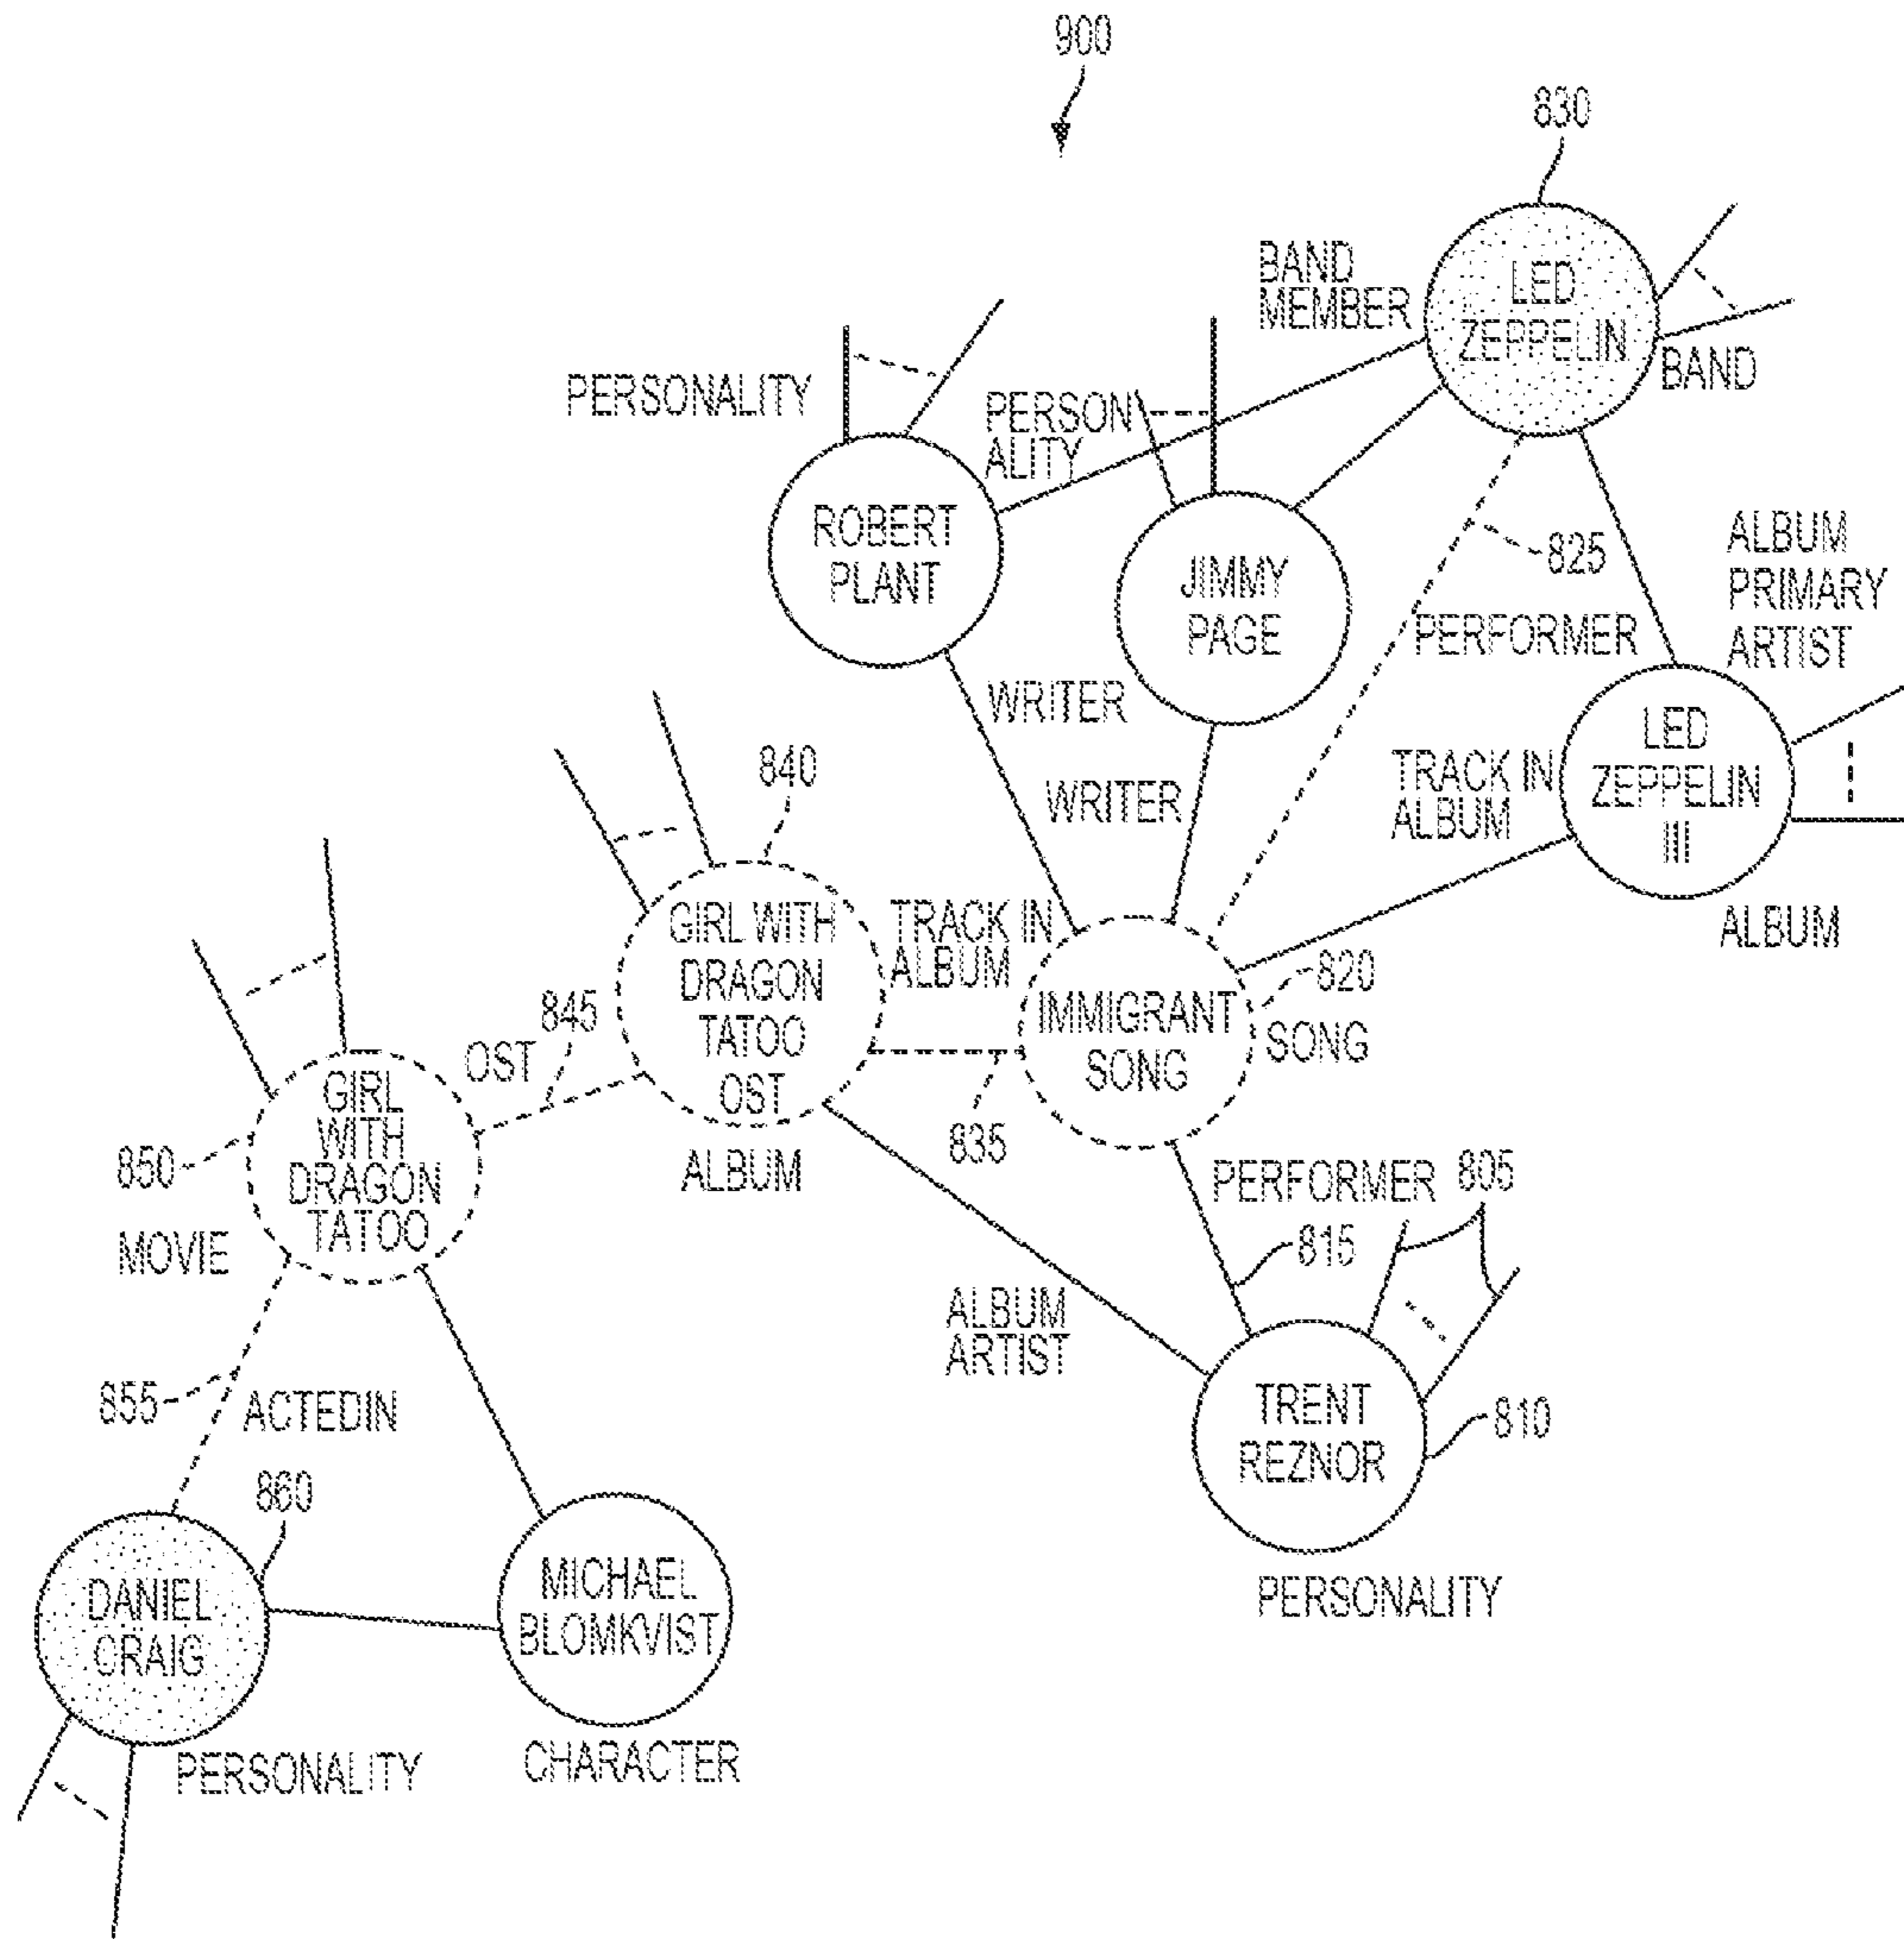 900
830
BAND
MEMBER
LED
ZEPPELIN
BAND
PERSONALITY
PERSON
ALITY
ROBERT
PLANT
JIMMY
PAGE
825
ALBUM
PRIMARY
ARTIST
PERFORMER
WRITER
WRITER
TRACK IN
ALBUM
LED
ZEPPELIN
III
ALBUM
840
GIRL WITH
DRAGON
TATOO
OST
ALBUM
TRACK IN
ALBUM
835
IMMIGRANT
SONG
820
SONG
845
OST
GIRL
WITH
DRAGON
TATOO
850
MOVIE
PERFORMER
805
815
ALBUM
ARTIST
TRENT
REZNOR
810
PERSONALITY
855
ACTEDIN
860
DANIEL
CRAIG
PERSONALITY
MICHAEL
BLOMKVIST
CHARACTER